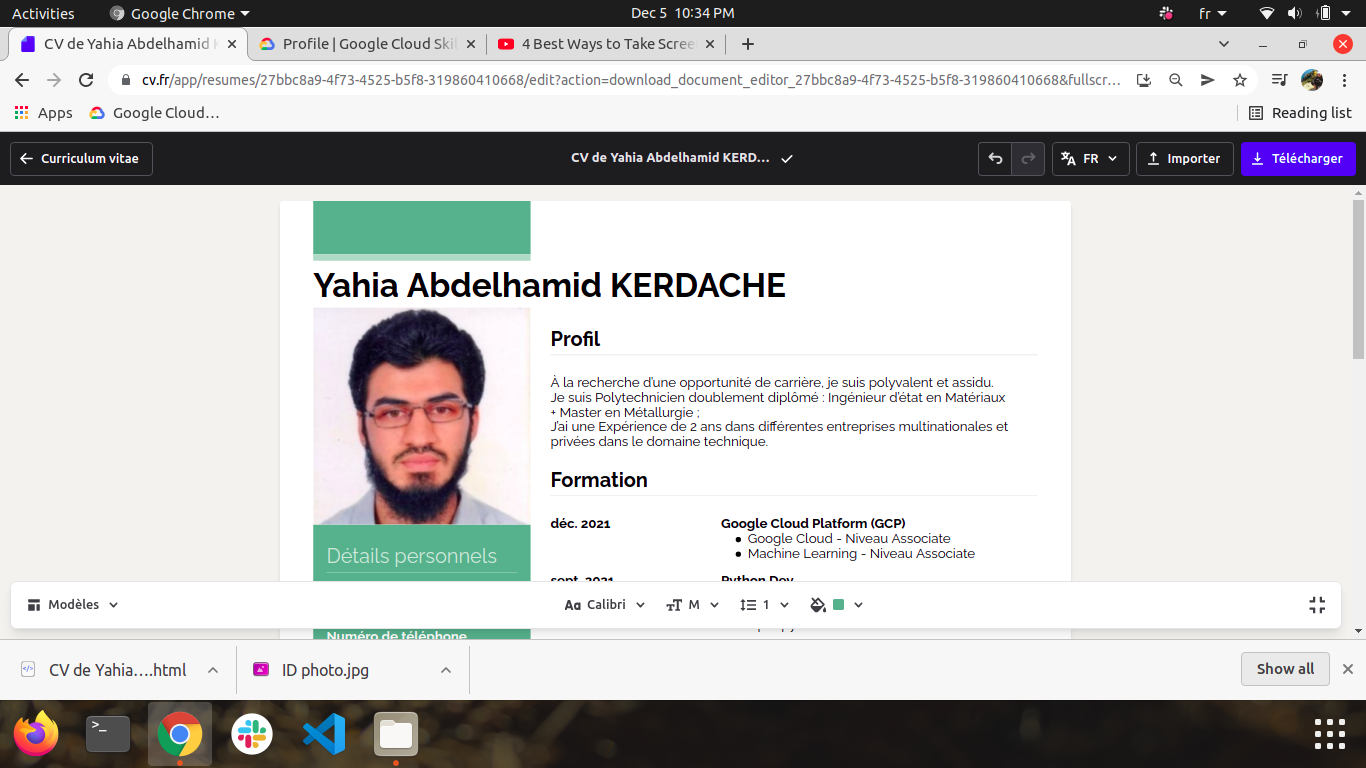 Activities
Google Chrome
Dec 5 10:34 PM
fr
CV de Yahia Abdelhamid K
Profile | Google Cloud Skil
4 Best Ways to Take Scree
cv.fr/app/resumes/27bbc8a9-4f73-4525-b5f8-319860410668/edit?action=download_document_editor_27bbc8a9-4f73-4525-b5f8-319860410668&fullscr…
Apps
Google Cloud…
Reading list
Curriculum vitae
CV de Yahia Abdelhamid KERD…
FR
Importer
Télécharger
Yahia Abdelhamid KERDACHE
Profil
À la recherche d'une opportunité de carrière, je suis polyvalent et assidu.
Je suis Polytechnicien doublement diplômé : Ingénieur d'état en Matériaux
+ Master en Métallurgie ;
J'ai une Expérience de 2 ans dans différentes entreprises multinationales et
privées dans le domaine technique.
Formation
déc. 2021
Google Cloud Platform (GCP)
Google Cloud - Niveau Associate
Machine Learning - Niveau Associate
sept. 2021
Python Dev
Détails personnels
Modèles
Aa Calibri
M
1
Numéro de téléphone
CV de Yahia….html
ID photo.jpg
Show all